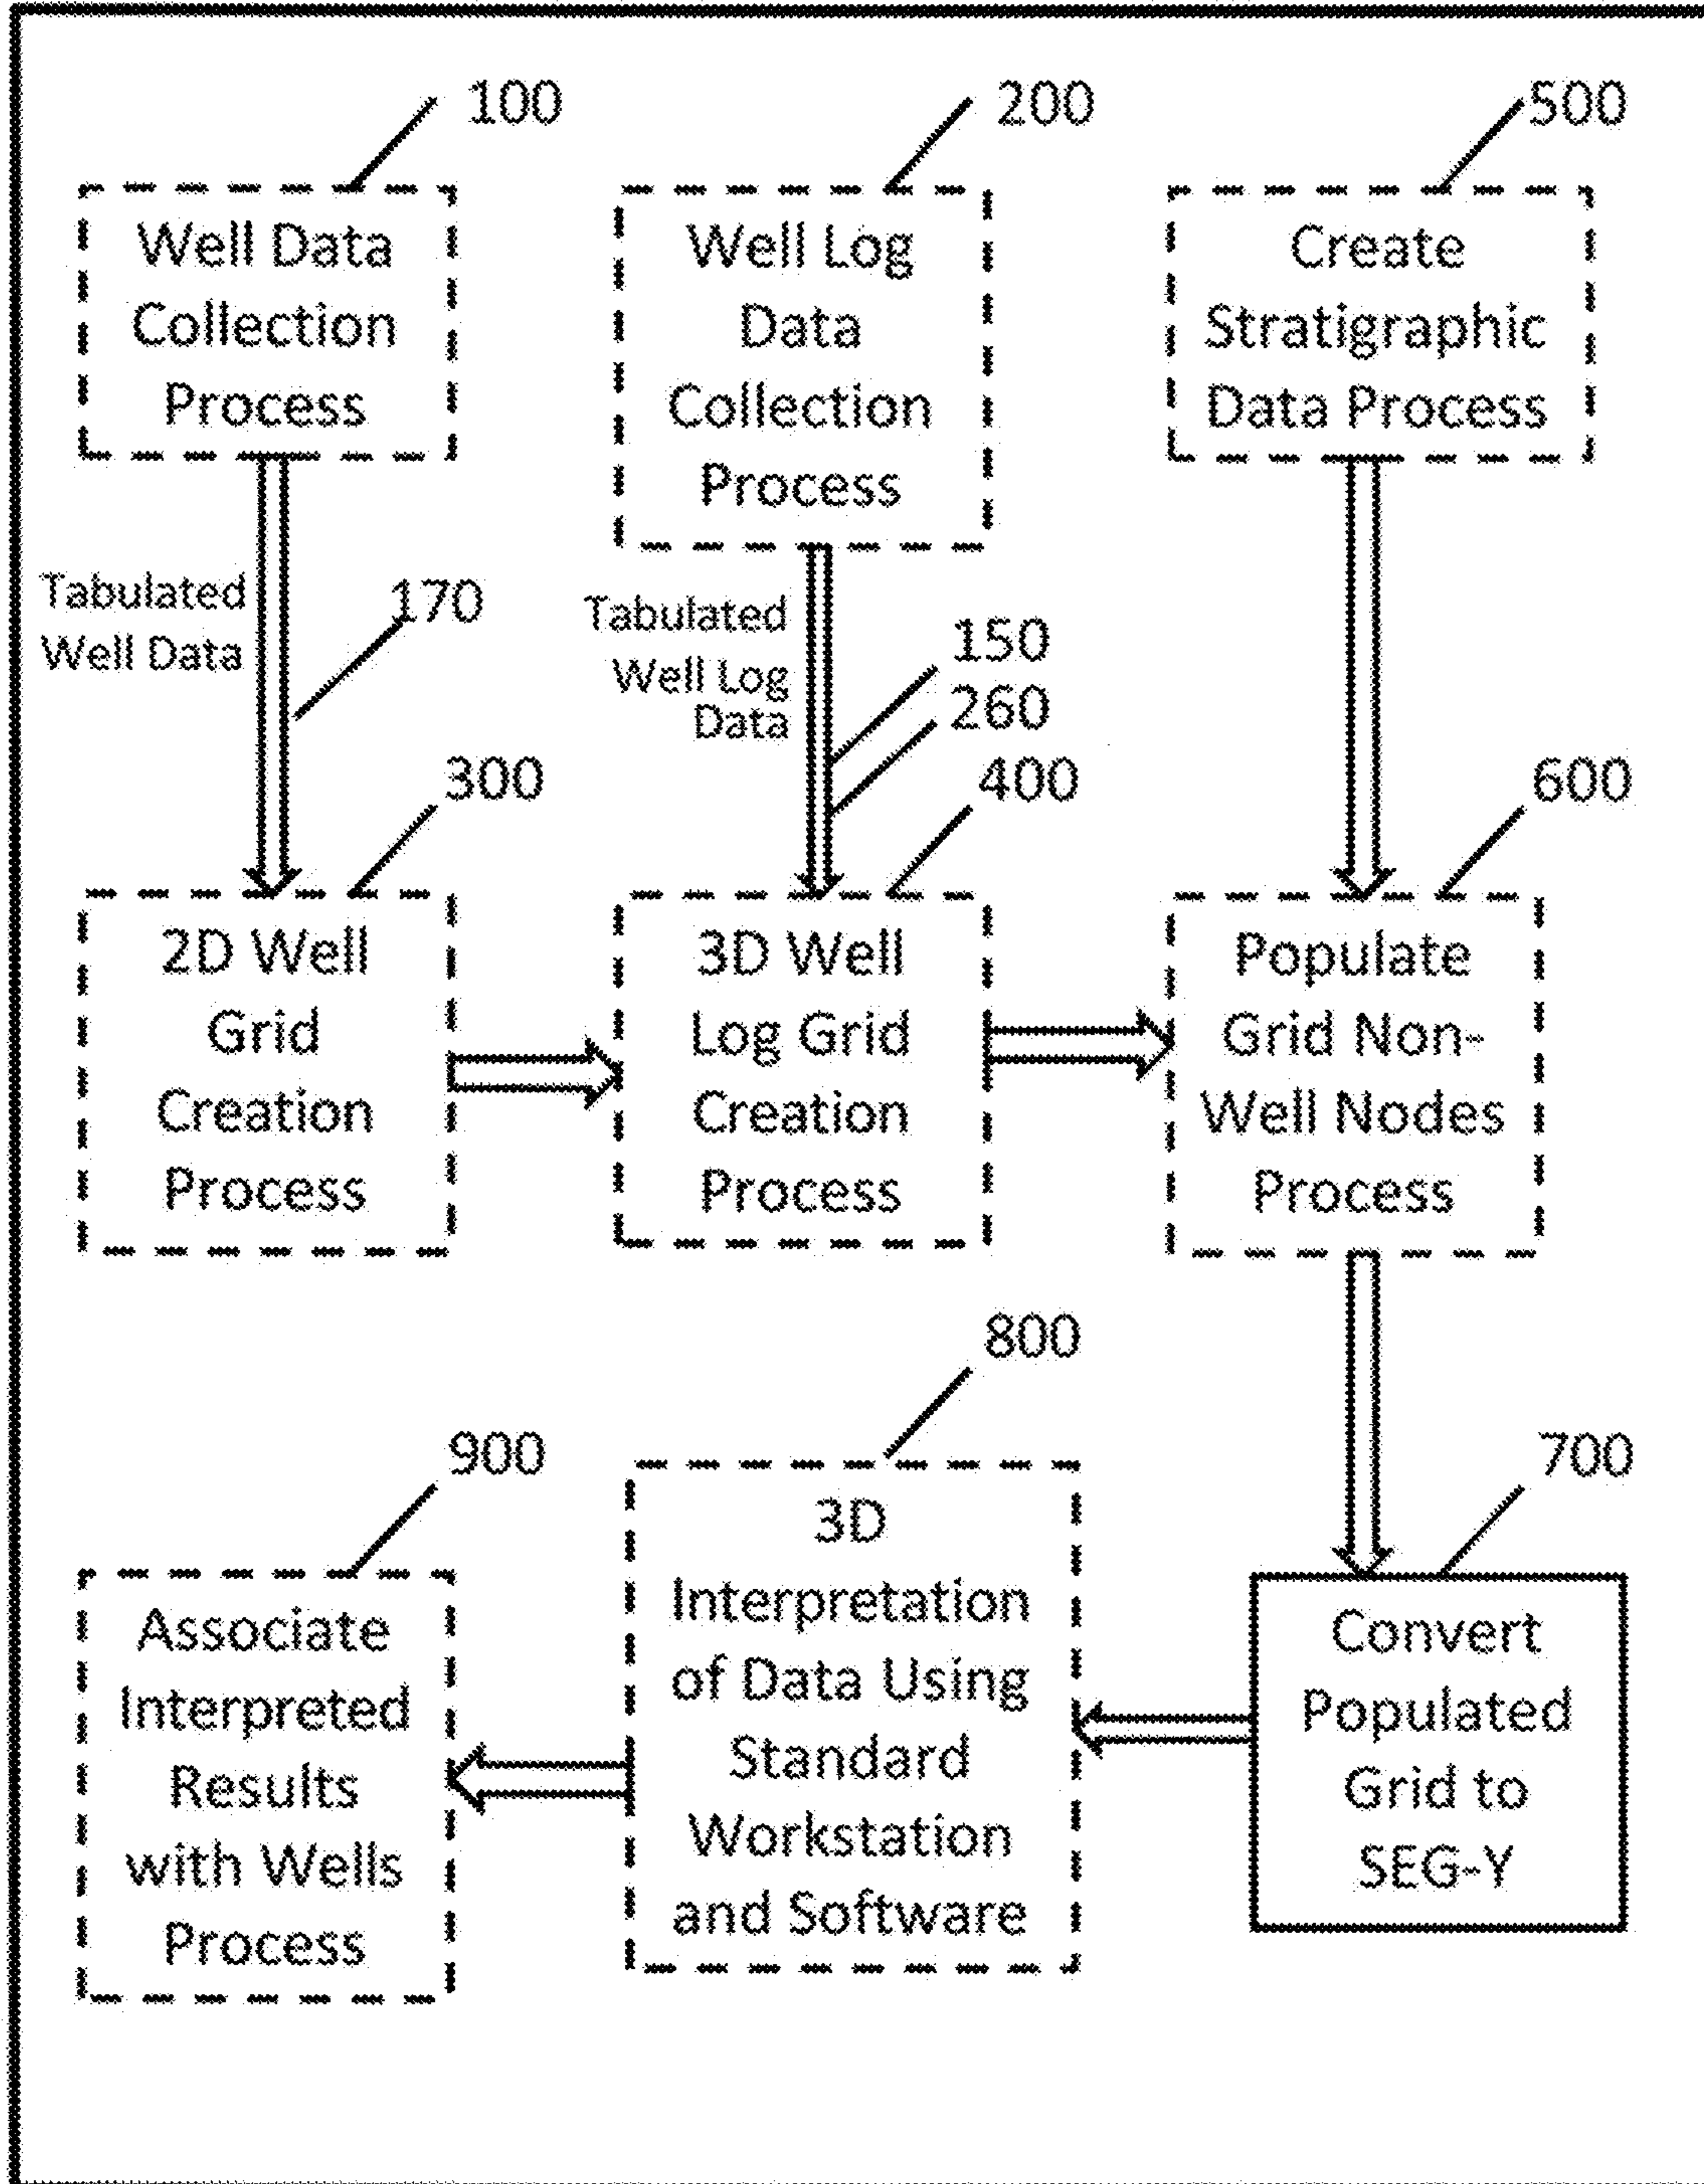 100
Well Data
Collection
Process
200
Well Log
Data
Collection
Process
500
Create
Stratigraphic
Data Process
Tabulated
Well Data
170
Tabulated
Well Log
Data
150
260
300
2D Well
Grid
Creation
Process
400
3D Well
Log Grid
Creation
Process
600
Populate
Grid Non-
Well Nodes
Process
700
Convert
Populated
Grid to
SEG-Y
800
3D
Interpretation
of Data Using
Standard
Workstation
and Software
900
Associate
Interpreted
Results
with Wells
Process